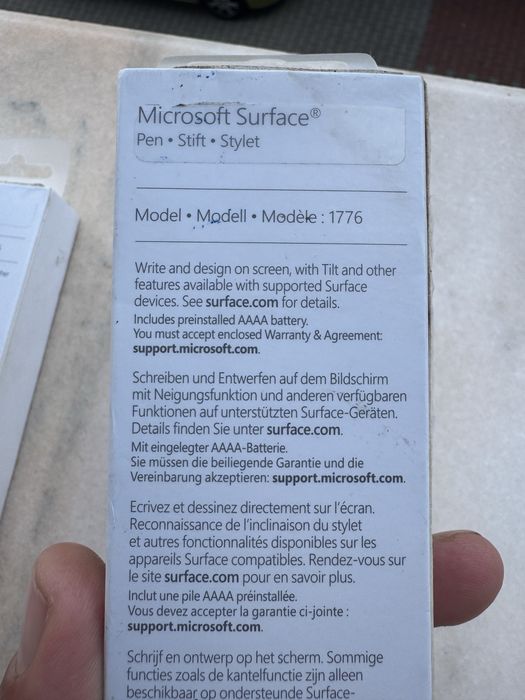 Microsoft Surface®
Pen • Stift • Stylet
Model • Modell • Modèle : 1776
Write and design on screen, with Tilt and other
features available with supported Surface
devices. See surface.com for details.
Includes preinstalled AAAA battery.
You must accept enclosed Warranty & Agreement:
support.microsoft.com.
Schreiben und Entwerfen auf dem Bildschirm
mit Neigungsfunktion und anderen verfügbaren
Funktionen auf unterstützten Surface-Geräten.
Details finden Sie unter surface.com.
Mit eingelegter AAAA-Batterie.
Sie müssen die beiliegende Garantie und die
Vereinbarung akzeptieren: support.microsoft.com.
Ecrivez et dessinez directement sur l'écran.
Reconnaissance de l'inclinaison du stylet
et autres fonctionnalités disponibles sur les
appareils Surface compatibles. Rendez-vous sur
le site surface.com pour en savoir plus.
Inclut une pile AAAA préinstallée.
Vous devez accepter la garantie ci-jointe :
support.microsoft.com.
Schrijf en ontwerp op het scherm. Sommige
functies zoals de kantelfunctie zijn alleen
beschikbaar op ondersteunde Surface-